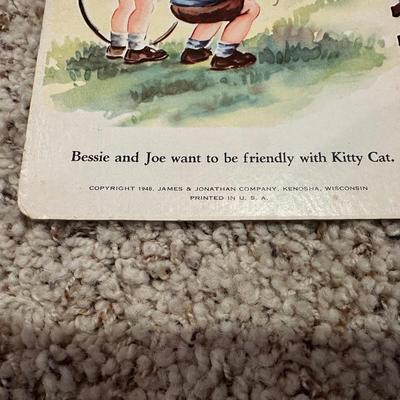 Bessie and Joe want to be friendly with Kitty Cat.
COPYRIGHT 1948, JAMES & JONATHAN COMPANY, KENOSHA, WISCONSIN
PRINTED IN U. S. A.